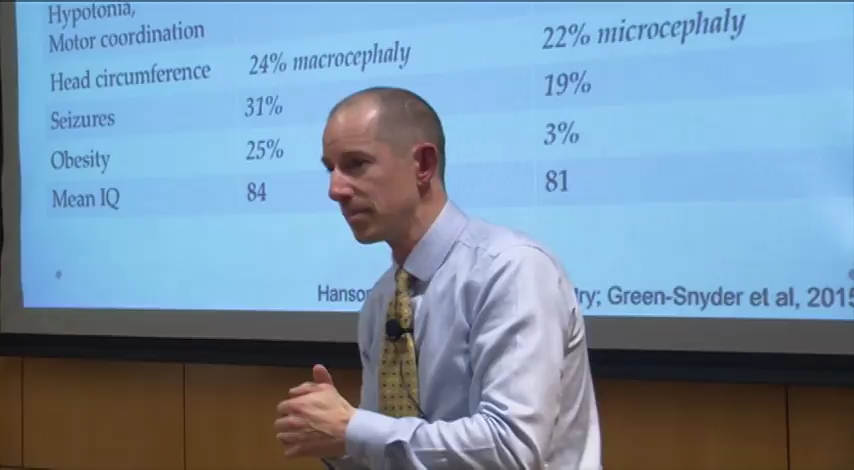 Hypotonia,
Motor coordination
Head circumference 24% macrocephaly 22% microcephaly
Seizures 31% 19%
Obesity 25% 3%
Mean IQ 84 81
Green-Snyder et al, 2015